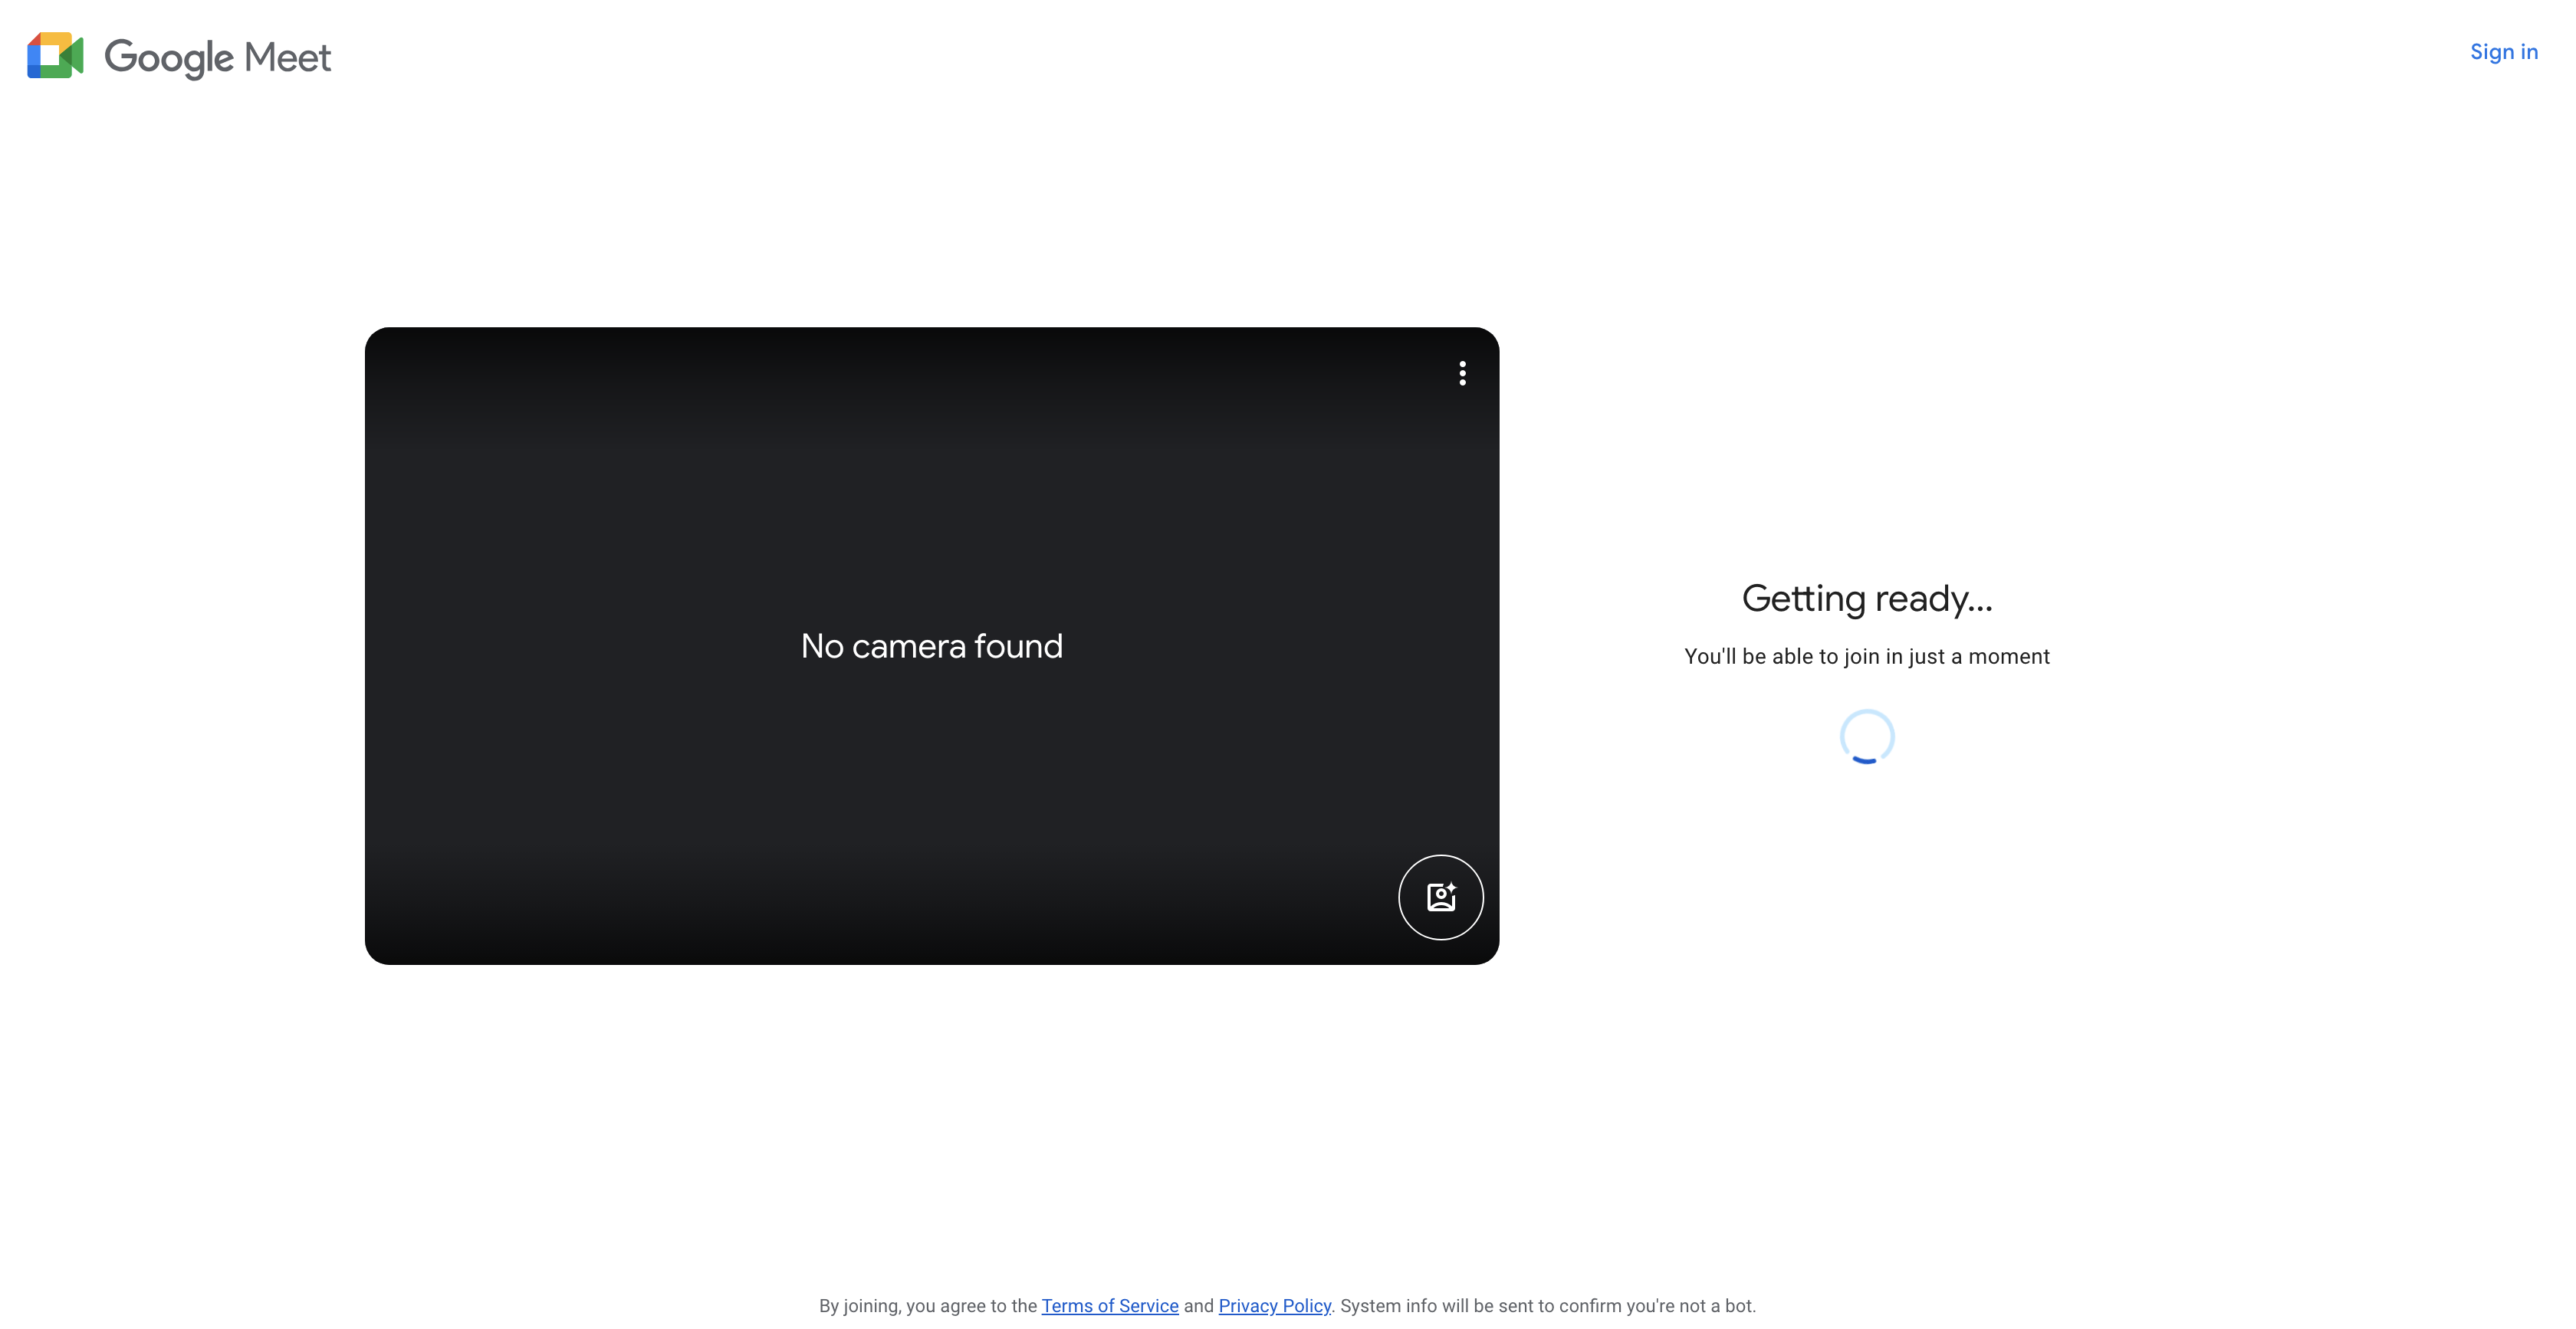 Google Meet
Sign in
No camera found
Getting ready...
You'll be able to join in just a moment
By joining, you agree to the Terms of Service and Privacy Policy. System info will be sent to confirm you're not a bot.